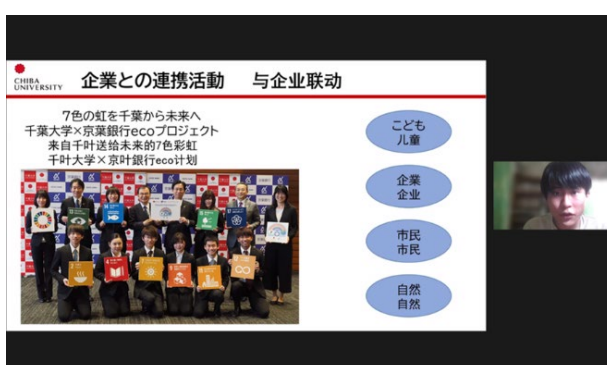 CHIBA
UNIVERSITY
企業との連携活動 与企业联动
7色の虹を千葉から未来へ
千葉大学×京葉銀行ecoプロジェクト
来自千叶送给未来的7色彩虹
千叶大学×京叶银行eco计划
こども
儿童
企業
企业
市民
市民
自然
自然